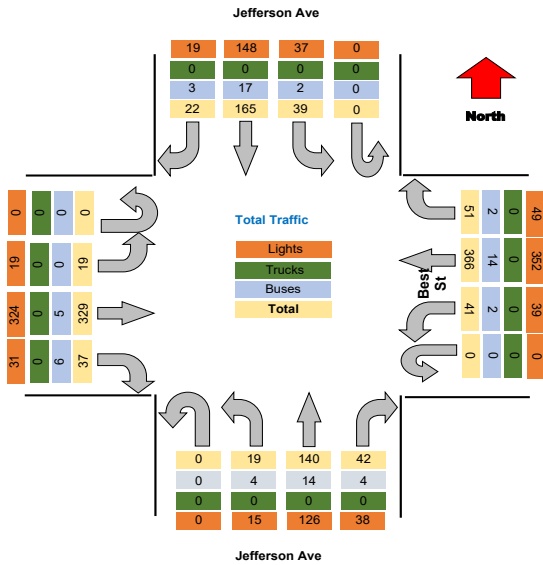 Jefferson Ave
19 148 37 0
0 0 0 0
3 17 2 0
22 165 39 0
North
0 0 0 0
19 0 0 19
324 0 5 329
31 0 6 37
Total Traffic
Lights
Trucks
Buses
Total
Best
St
51 2 0 49
366 14 0 352
41 2 0 39
0 0 0 0
0 19 140 42
0 4 14 4
0 0 0 0
0 15 126 38
Jefferson Ave